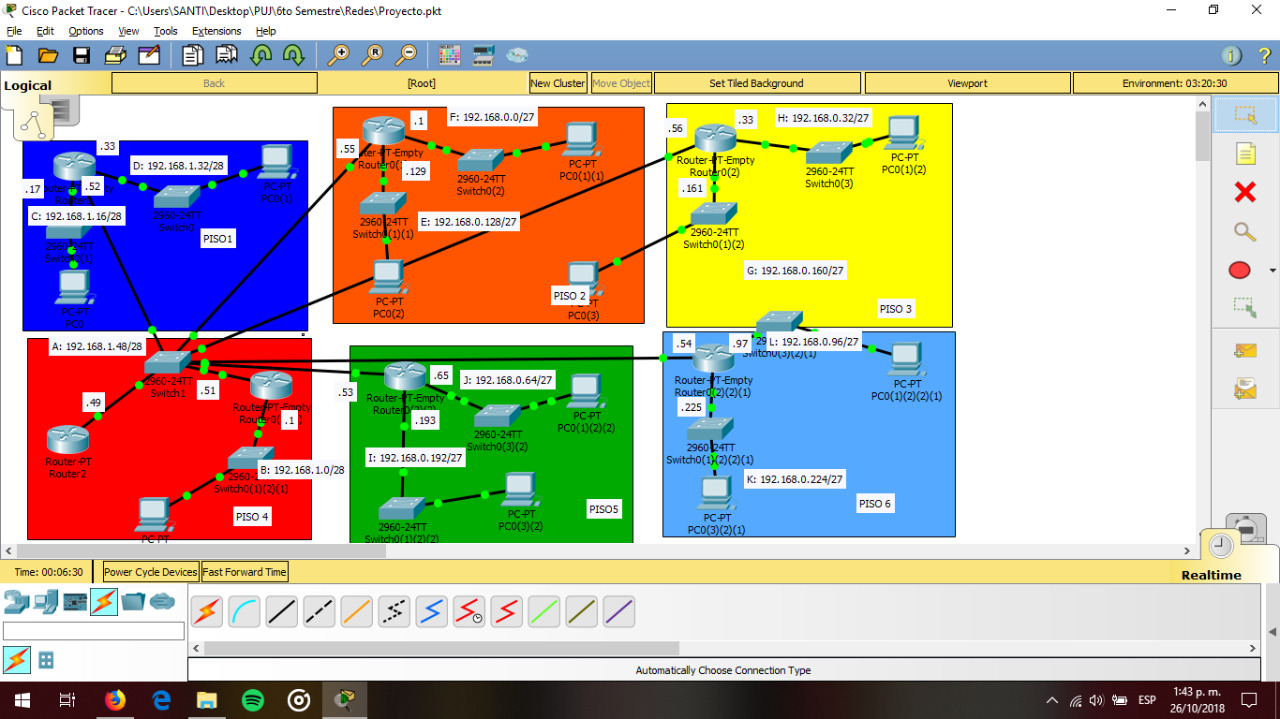 Cisco Packet Tracer - C:\Users\SANTI\Desktop\PUJ\6to Semestre\Redes\Proyecto.pkt
File Edit Options View Tools Extensions Help
Logical Back [Root] New Cluster Move Object Set Tiled Background Viewport Environment: 03:20:30
.33
D: 192.168.1.32/28
PC-PT
PC0(1)
.17
.52
C: 192.168.1.16/28
2960-24TT
Switch0
2960-24TT
PISO1
PC-PT
PC0
.1
F: 192.168.0.0/27
.55
PC-PT
PC0(1)(1)
.129
2960-24TT
Switch0(2)
2960-24TT
Switch0(1)(1)
E: 192.168.0.128/27
PC-PT
PC0(2)
PISO 2
PC0(3)
.56
.33
H: 192.168.0.32/27
Router-PT-Empty
Router0(2)
2960-24TT
Switch0(3)
PC-PT
PC0(1)(2)
.161
2960-24TT
Switch0(1)(2)
G: 192.168.0.160/27
PISO 3
A: 192.168.1.48/28
2960-24TT
Switch1
.51
.49
Router-PT-Empty
.1
Router-PT
Router2
B: 192.168.1.0/28
Switch0(1)(2)(1)
PISO 4
PC-PT
.53
.65
J: 192.168.0.64/27
Router-PT-Empty
2960-24TT
Switch0(3)(2)
PC-PT
PC0(1)(2)(2)
.193
I: 192.168.0.192/27
2960-24TT
Switch0(1)(2)(2)
PC-PT
PC0(3)(2)
PISO5
.54
.97
L: 192.168.0.96/27
Switch0(3)(2)(1)
Router-PT-Empty
Router0(2)(2)(1)
PC-PT
PC0(1)(2)(2)(1)
.225
2960-24TT
Switch0(1)(2)(2)(1)
K: 192.168.0.224/27
PC-PT
PC0(3)(2)(1)
PISO 6
Time: 00:06:30 Power Cycle Devices Fast Forward Time Realtime
Automatically Choose Connection Type
ESP
1:43 p. m.
26/10/2018